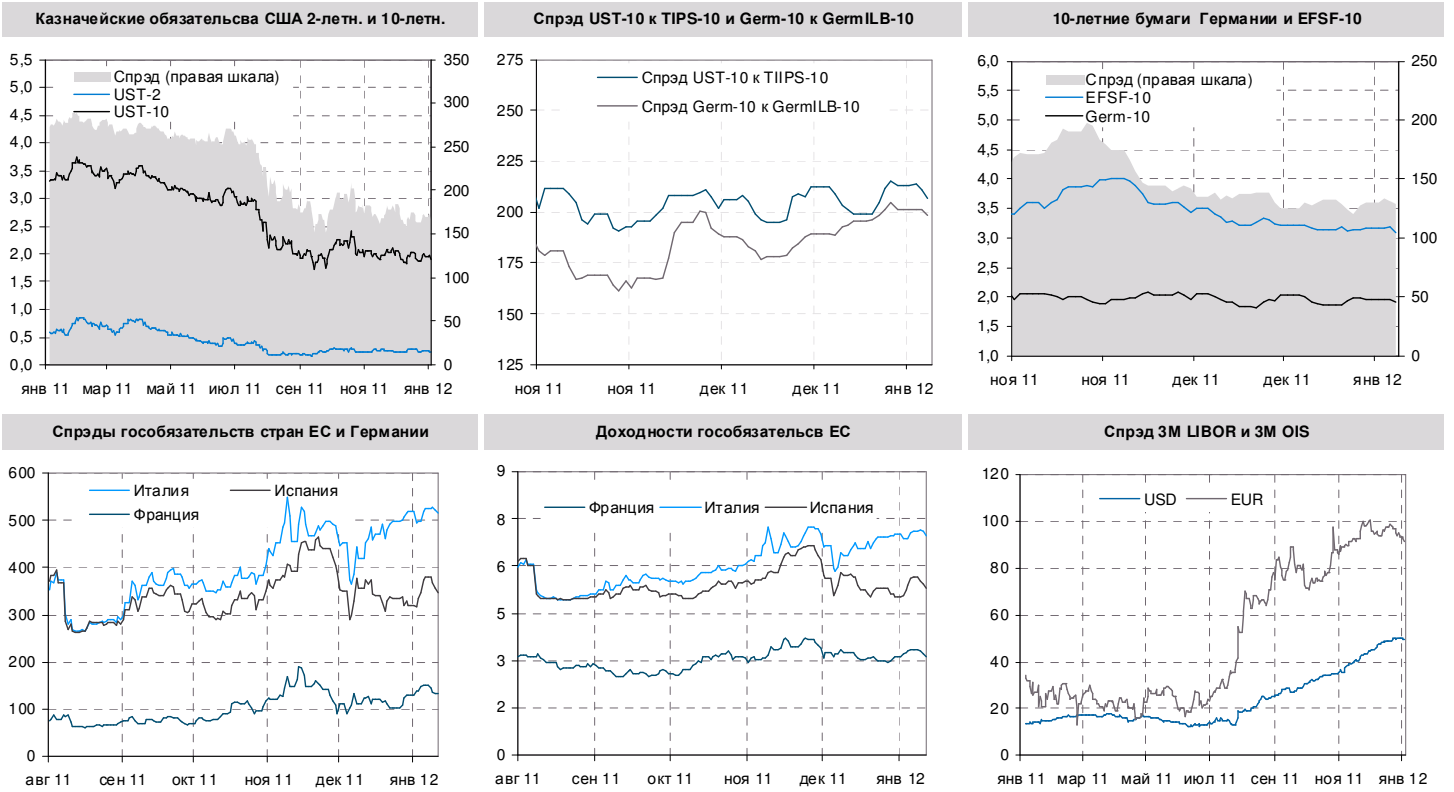 Казначейские обязательсва США 2-летн. и 10-летн.
5,5
5,0
4,5
4,0
3,5
3,0
2,5
2,0
1,5
1,0
0,5
0,0
350
300
250
200
150
100
50
0
Спрэд (правая шкала)
UST-2
UST-10
янв 11 мар 11 май 11 июл 11 сен 11 ноя 11 янв 12
Спрэд UST-10 к TIPS-10 и Germ-10 к GermILB-10
275
250
225
200
175
150
125
Спрэд UST-10 к TIIPS-10
Спрэд Germ-10 к GermILB-10
ноя 11 ноя 11 дек 11 дек 11 янв 12
10-летние бумаги Германии и EFSF-10
6,0
5,5
5,0
4,5
4,0
3,5
3,0
2,5
2,0
1,5
1,0
250
200
150
100
50
0
Спрэд (правая шкала)
EFSF-10
Germ-10
ноя 11 ноя 11 дек 11 дек 11 янв 12
Спрэды гособязательств стран ЕС и Германии
600
500
400
300
200
100
0
Италия Испания
Франция
авг 11 сен 11 окт 11 ноя 11 дек 11 янв 12
Доходности гособязательсв ЕС
9
8
6
5
3
2
0
Франция Италия Испания
авг 11 сен 11 окт 11 ноя 11 дек 11 янв 12
Спрэд 3M LIBOR и 3M OIS
120
100
80
60
40
20
0
USD EUR
янв 11 мар 11 май 11 июл 11 сен 11 ноя 11 янв 12